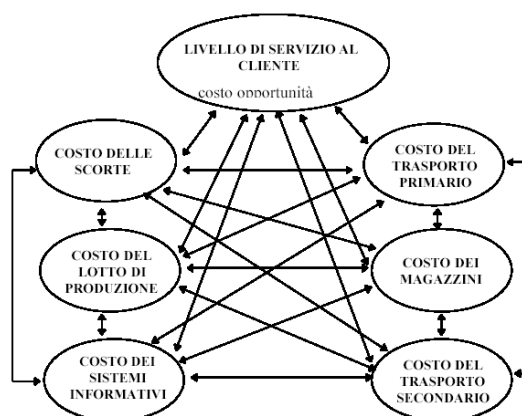 LIVELLO DI SERVIZIO AL
CLIENTE
costo opportunità
COSTO DELLE
SCORTE
COSTO DEL
TRASPORTO
PRIMARIO
COSTO DEL
LOTTO DI
PRODUZIONE
COSTO DEI
MAGAZZINI
COSTO DEI
SISTEMI
INFORMATIVI
COSTO DEL
TRASPORTO
SECONDARIO